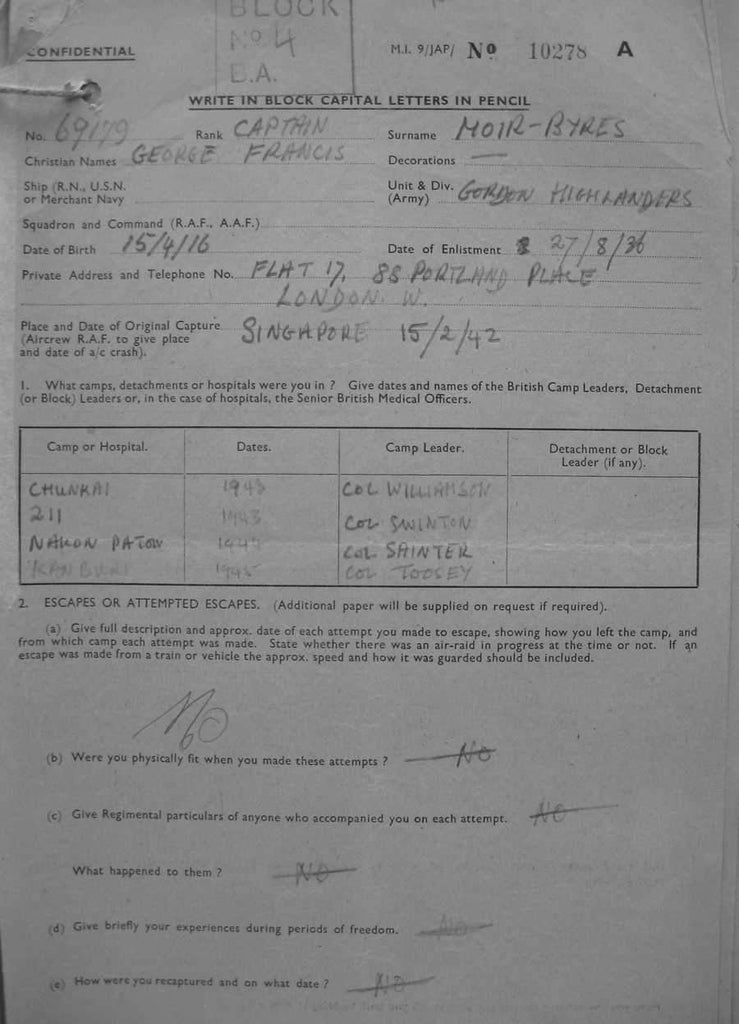 BLOCK
No 4
E.A.
CONFIDENTIAL
M.I. 9/JAP/ No 10278 A
WRITE IN BLOCK CAPITAL LETTERS IN PENCIL
No. 69179 Rank CAPTAIN Surname MOIR-BYRES
Christian Names GEORGE FRANCIS Decorations —
Ship (R.N., U.S.N. or Merchant Navy
Unit & Div. (Army) GORDON HIGHLANDERS
Squadron and Command (R.A.F., A.A.F.)
Date of Birth 15/4/16 Date of Enlistment 27/8/36
Private Address and Telephone No. FLAT 17, 88 PORTLAND PLACE
LONDON. W.
Place and Date of Original Capture SINGAPORE 15/2/42
(Aircrew R.A.F. to give place
and date of a/c crash).
1. What camps, detachments or hospitals were you in ? Give dates and names of the British Camp Leaders, Detachment
(or Block) Leaders or, in the case of hospitals, the Senior British Medical Officers.
Camp or Hospital. Dates. Camp Leader. Detachment or Block
Leader (if any).
CHUNKAI 1943 COL WILLIAMSON
211 1943 COL SWINTON
NAKON PATON COL SAINTER
KANBURI 1945 COL TOOSEY
2. ESCAPES OR ATTEMPTED ESCAPES. (Additional paper will be supplied on request if required).
(a) Give full description and approx. date of each attempt you made to escape, showing how you left the camp, and
from which camp each attempt was made. State whether there was an air-raid in progress at the time or not. If an
escape was made from a train or vehicle the approx. speed and how it was guarded should be included.
No
(b) Were you physically fit when you made these attempts ? NO
(c) Give Regimental particulars of anyone who accompanied you on each attempt. NO
What happened to them ? NO
(d) Give briefly your experiences during periods of freedom. NO
(e) How were you recaptured and on what date ? NO